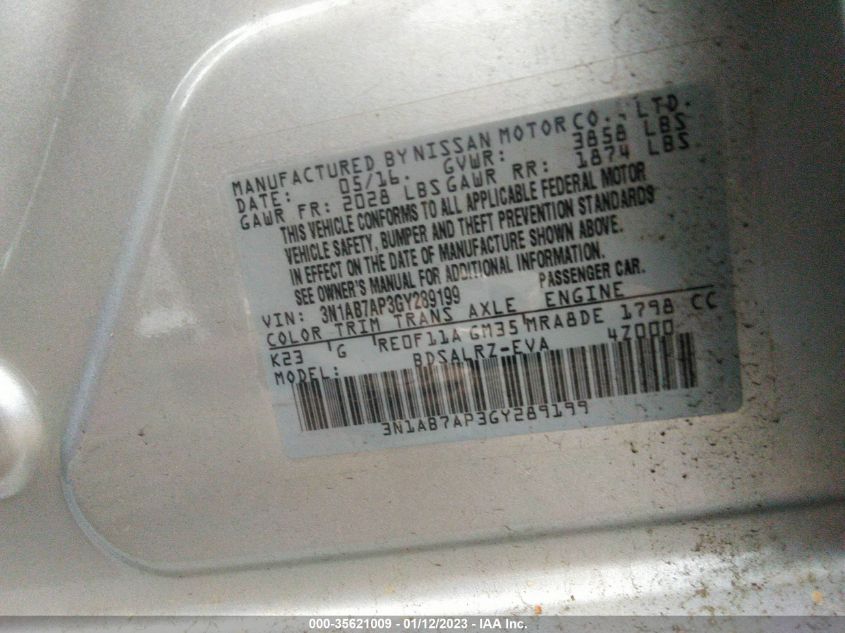 MANUFACTURED BY NISSAN MOTOR CO., LTD.
DATE: 05/16. GVWR: 3858 LBS
GAWR FR: 2028 LBS GAWR RR: 1874 LBS
THIS VEHICLE CONFORMS TO ALL APPLICABLE FEDERAL MOTOR
VEHICLE SAFETY, BUMPER AND THEFT PREVENTION STANDARDS
IN EFFECT ON THE DATE OF MANUFACTURE SHOWN ABOVE.
SEE OWNER'S MANUAL FOR ADDITIONAL INFORMATION.
VIN: 3N1AB7AP3GY289199 PASSENGER CAR.
COLOR TRIM TRANS AXLE ENGINE
K23 G RE0F11A GM35 MRA8DE 1798 CC
MODEL: BDSALRZ-EVA 4Z000
3N1AB7AP3GY289199
000-35621009 - 01/12/2023 - IAA Inc.